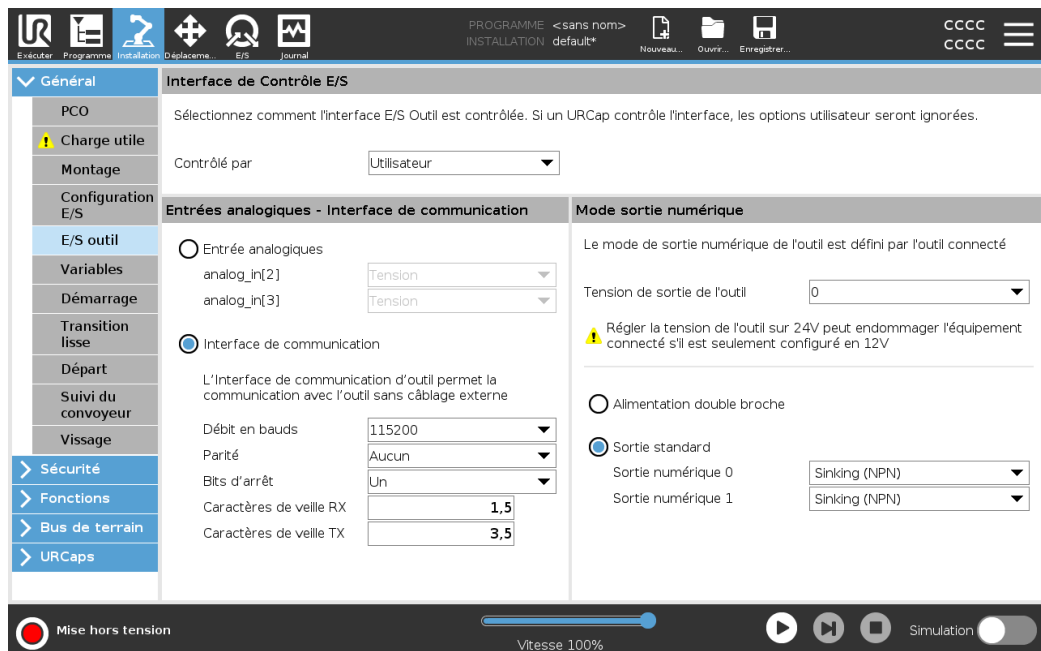 PROGRAMME <sans nom>
INSTALLATION default*
CCCC
CCCC
Exécuter
Programme
Installation
Déplaceme...
E/S
Journal
Nouveau...
Ouvrir...
Enregistrer...
Général
PCO
Charge utile
Montage
Configuration
E/S
E/S outil
Variables
Démarrage
Transition
lisse
Départ
Suivi du
convoyeur
Vissage
Sécurité
Fonctions
Bus de terrain
URCaps
Interface de Contrôle E/S
Sélectionnez comment l'interface E/S Outil est contrôlée. Si un URCap contrôle l'interface, les options utilisateur seront ignorées.
Contrôlé par Utilisateur
Entrées analogiques - Interface de communication
Entrée analogiques
analog_in[2] Tension
analog_in[3] Tension
Interface de communication
L'Interface de communication d'outil permet la
communication avec l'outil sans câblage externe
Débit en bauds 115200
Parité Aucun
Bits d'arrêt Un
Caractères de veille RX 1,5
Caractères de veille TX 3,5
Mode sortie numérique
Le mode de sortie numérique de l'outil est défini par l'outil connecté
Tension de sortie de l'outil 0
Régler la tension de l'outil sur 24V peut endommager l'équipement
connecté s'il est seulement configuré en 12V
Alimentation double broche
Sortie standard
Sortie numérique 0 Sinking (NPN)
Sortie numérique 1 Sinking (NPN)
Mise hors tension
Vitesse 100%
Simulation